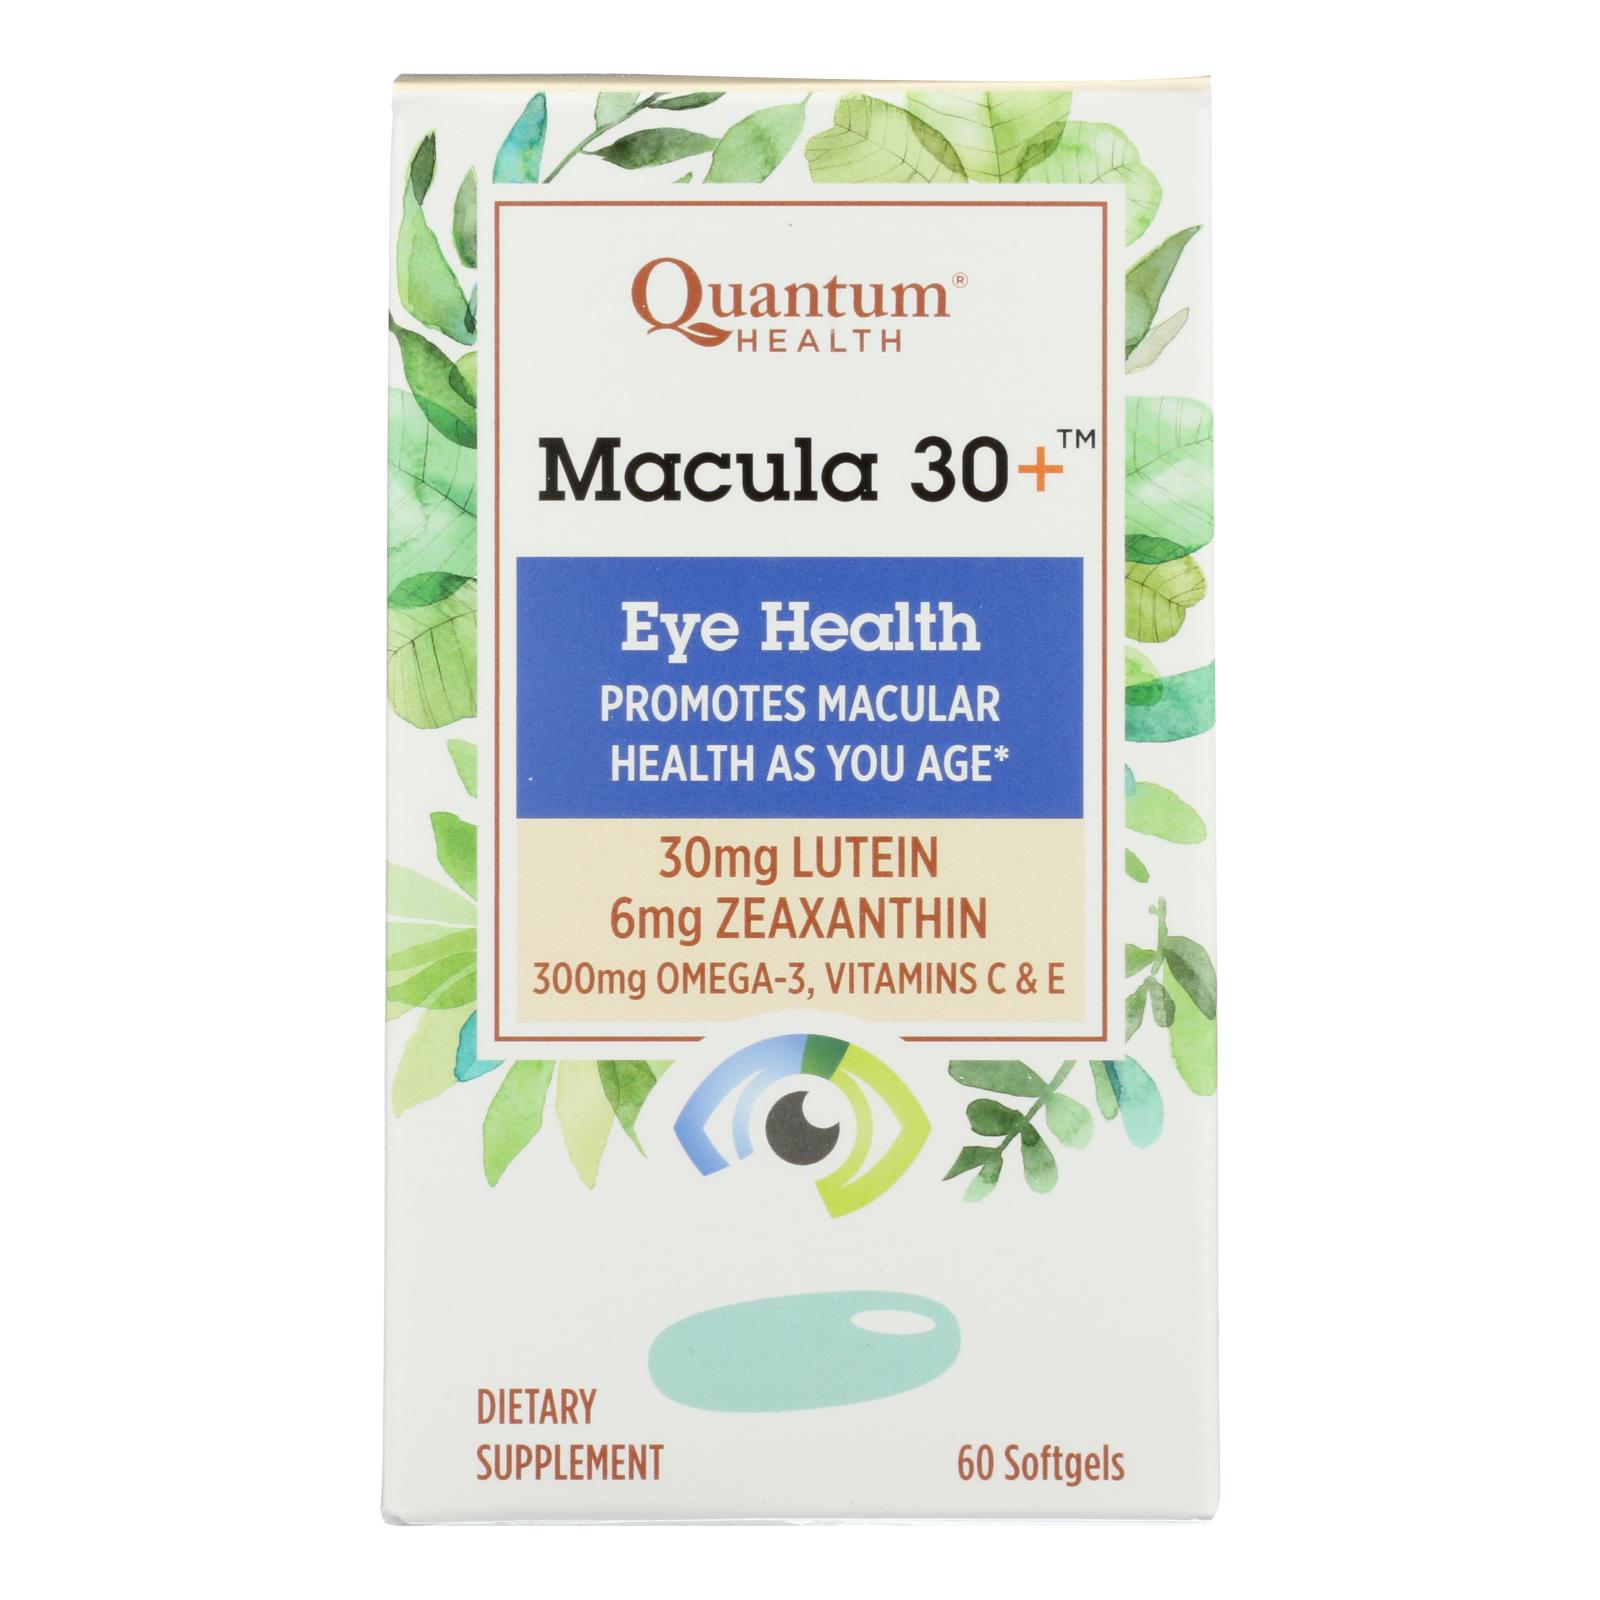 Quantum®
HEALTH
Macula 30+™
Eye Health
PROMOTES MACULAR
HEALTH AS YOU AGE*
30mg LUTEIN
6mg ZEAXANTHIN
300mg OMEGA-3, VITAMINS C & E
DIETARY
SUPPLEMENT
60 Softgels